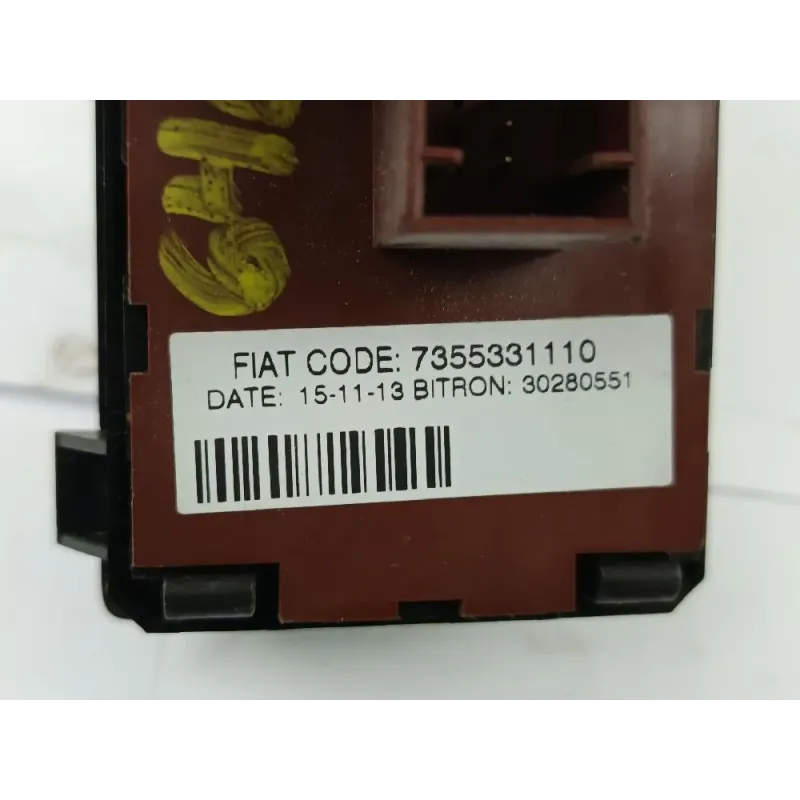 FIAT CODE: 7355331110
DATE: 15-11-13 BITRON: 30280551